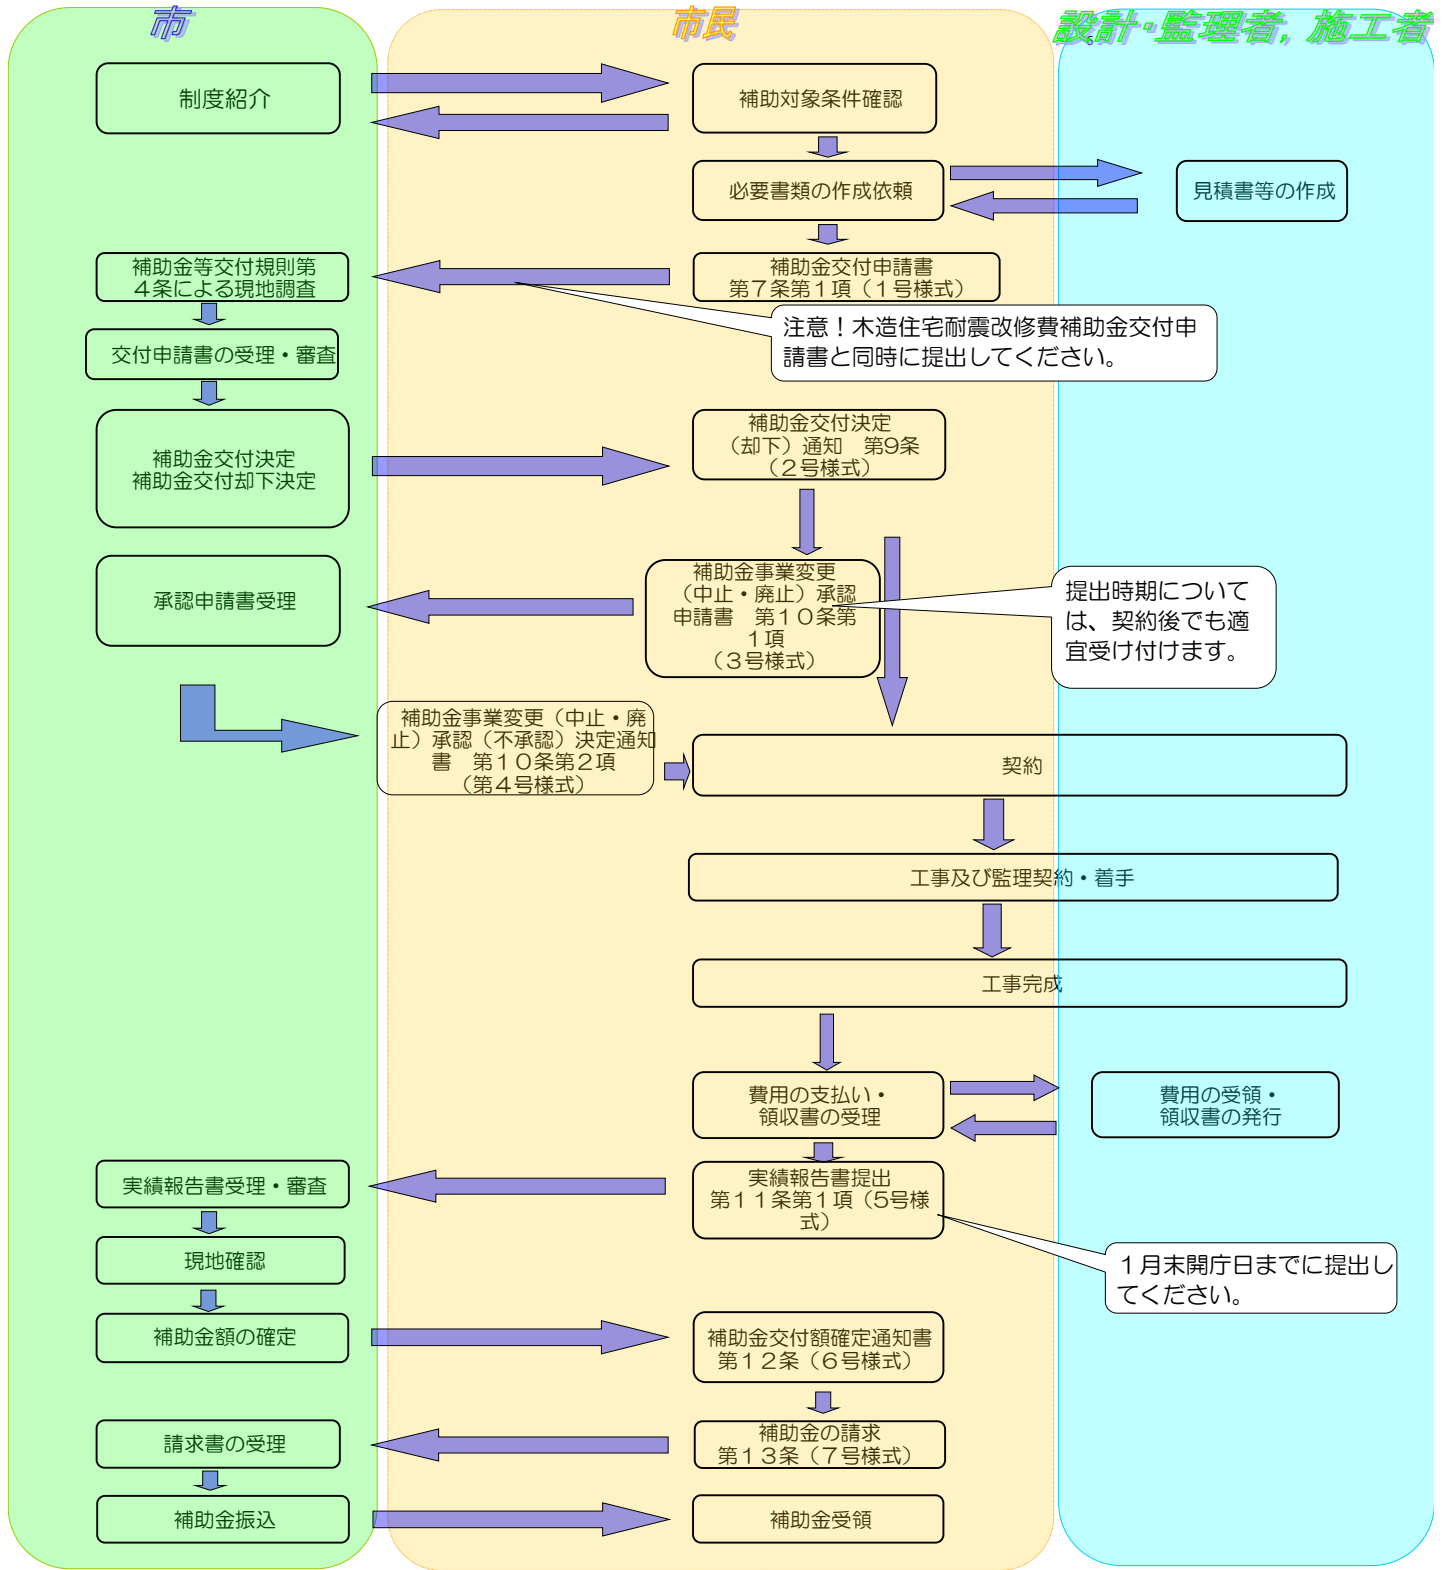 市
市民
設計・監理者，施工者
5
制度紹介
補助対象条件確認
必要書類の作成依頼
見積書等の作成
補助金等交付規則第
４条による現地調査
補助金交付申請書
第７条第１項（１号様式）
注意！木造住宅耐震改修費補助金交付申
請書と同時に提出してください。
交付申請書の受理・審査
補助金交付決定
補助金交付却下決定
補助金交付決定
（却下）通知　第9条
（２号様式）
承認申請書受理
補助金事業変更
（中止・廃止）承認
申請書　第１０条第
１項
（３号様式）
提出時期について
は、契約後でも適
宜受け付けます。
補助金事業変更（中止・廃
止）承認（不承認）決定通知
書　第１０条第２項
（第４号様式）
契約
工事及び監理契約・着手
工事完成
費用の支払い・
領収書の受理
費用の受領・
領収書の発行
実績報告書受理・審査
実績報告書提出
第１１条第１項（5号様
式）
現地確認
１月末開庁日までに提出し
てください。
補助金額の確定
補助金交付額確定通知書
第１２条（６号様式）
請求書の受理
補助金の請求
第１３条（７号様式）
補助金振込
補助金受領